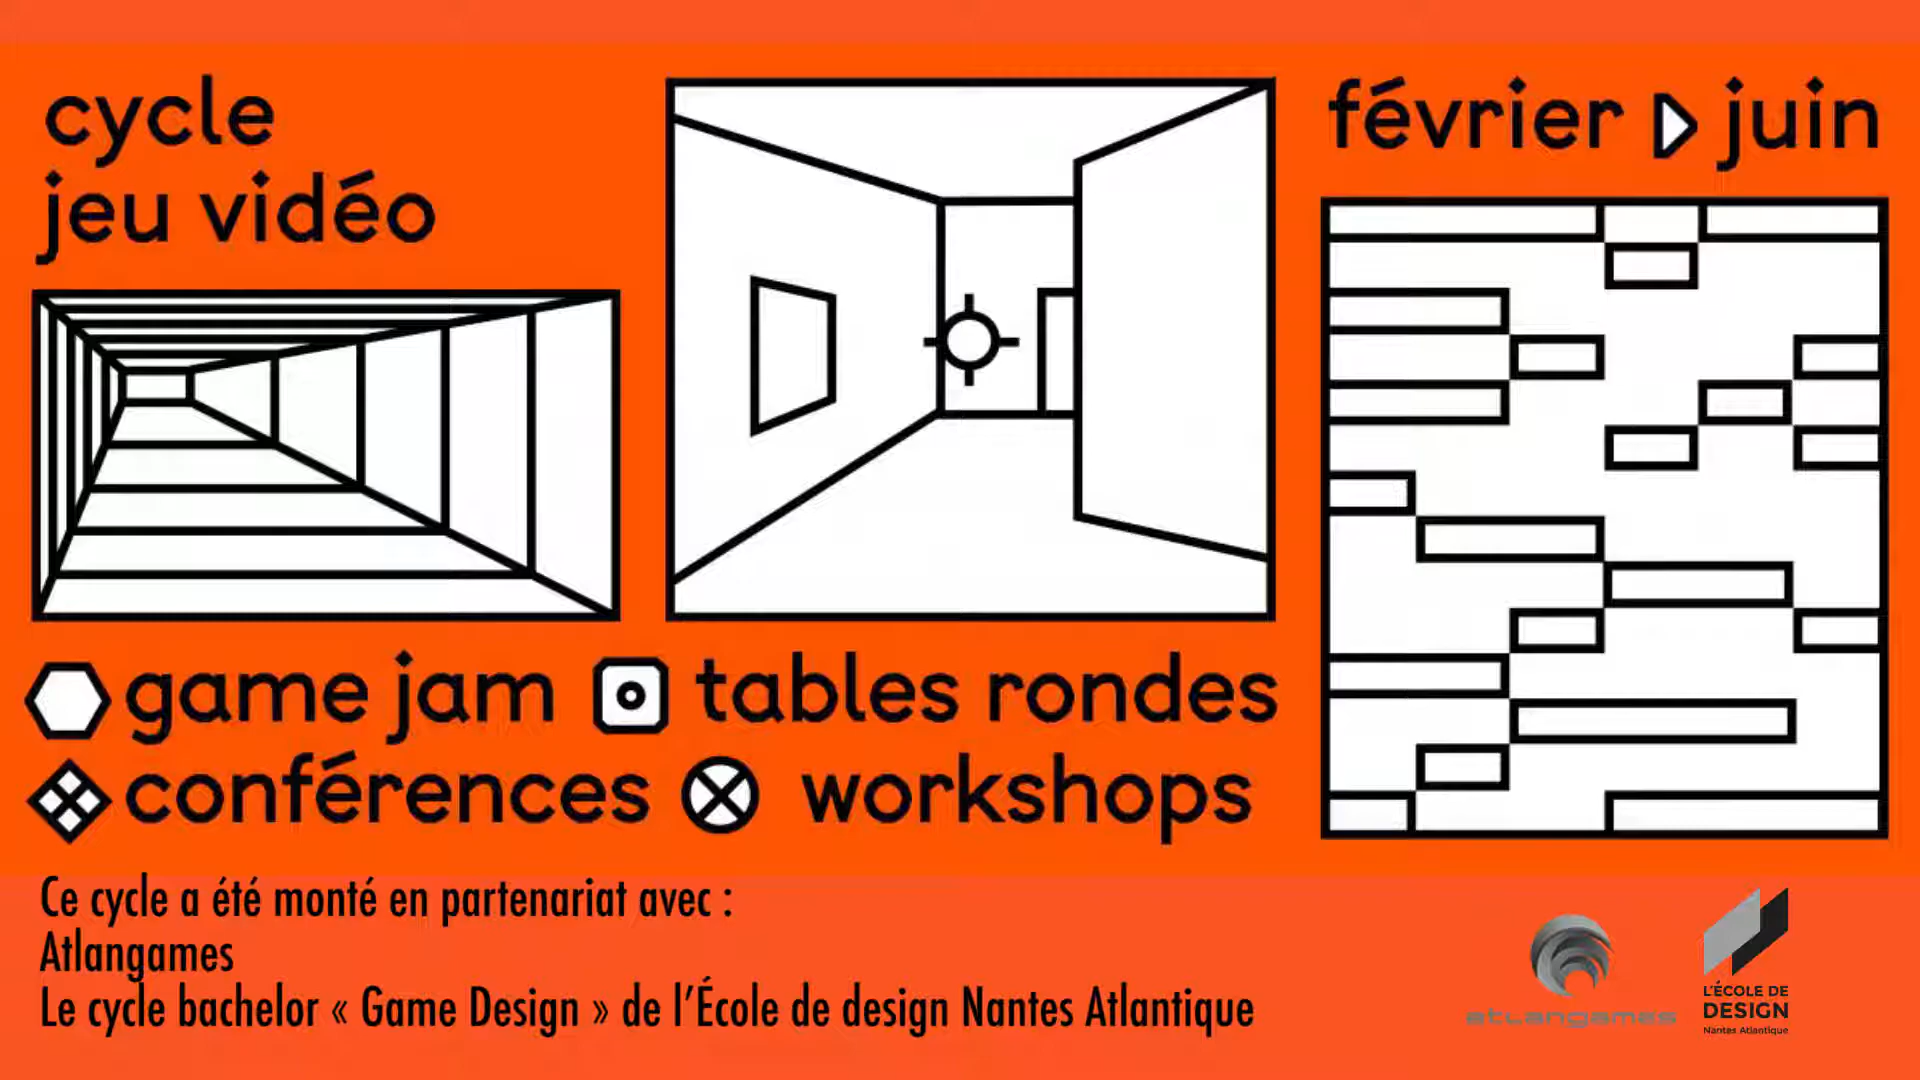 cycle
jeu vidéo
février juin
game jam tables rondes
conférences workshops
Ce cycle a été monté en partenariat avec :
Atlangames
Le cycle bachelor « Game Design » de l'École de design Nantes Atlantique
atlangames
L'ÉCOLE DE
DESIGN
Nantes Atlantique